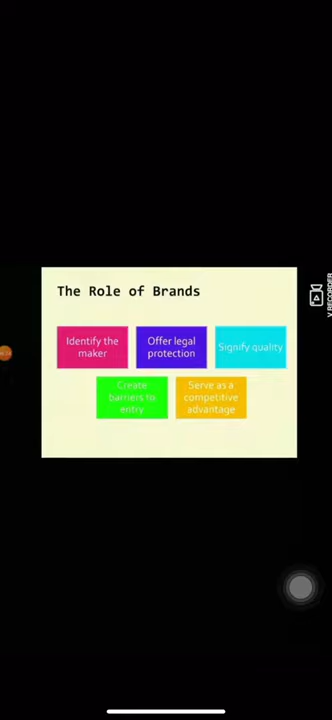 The Role of Brands
Identify the
maker
Offer legal
protection
Signify quality
Create
barriers to
entry
Serve as a
competitive
advantage
V RECORDER